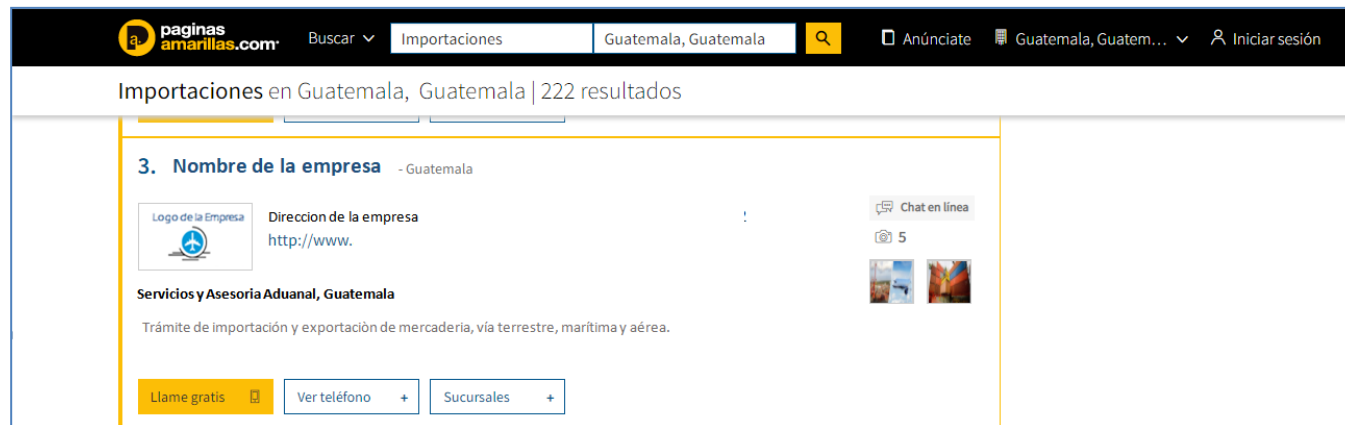 paginas
amarillas.com
Buscar Importaciones Guatemala, Guatemala Anúnciate Guatemala, Guatem... Iniciar sesión
Importaciones en Guatemala, Guatemala | 222 resultados
3. Nombre de la empresa - Guatemala
Logo de la Empresa
Direccion de la empresa
http://www.
Chat en línea
5
Servicios y Asesoria Aduanal, Guatemala
Trámite de importación y exportaciòn de mercaderia, vía terrestre, marítima y aérea.
Llame gratis Ver teléfono + Sucursales +